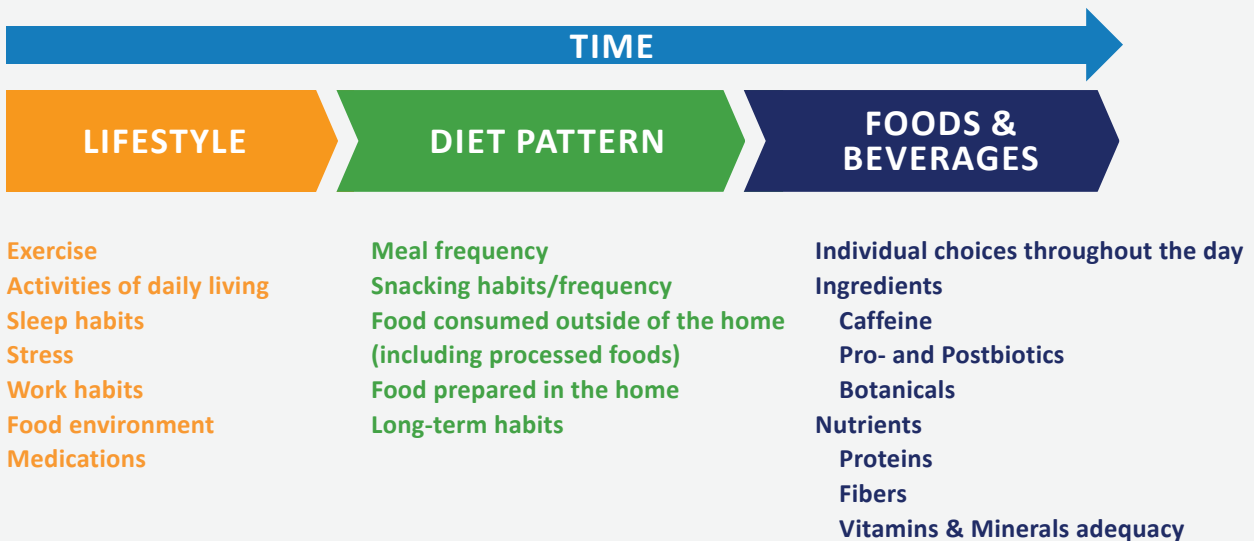 TIME
LIFESTYLE
DIET PATTERN
FOODS &
BEVERAGES
Exercise
Activities of daily living
Sleep habits
Stress
Work habits
Food environment
Medications
Meal frequency
Snacking habits/frequency
Food consumed outside of the home
(including processed foods)
Food prepared in the home
Long-term habits
Individual choices throughout the day
Ingredients
Caffeine
Pro- and Postbiotics
Botanicals
Nutrients
Proteins
Fibers
Vitamins & Minerals adequacy